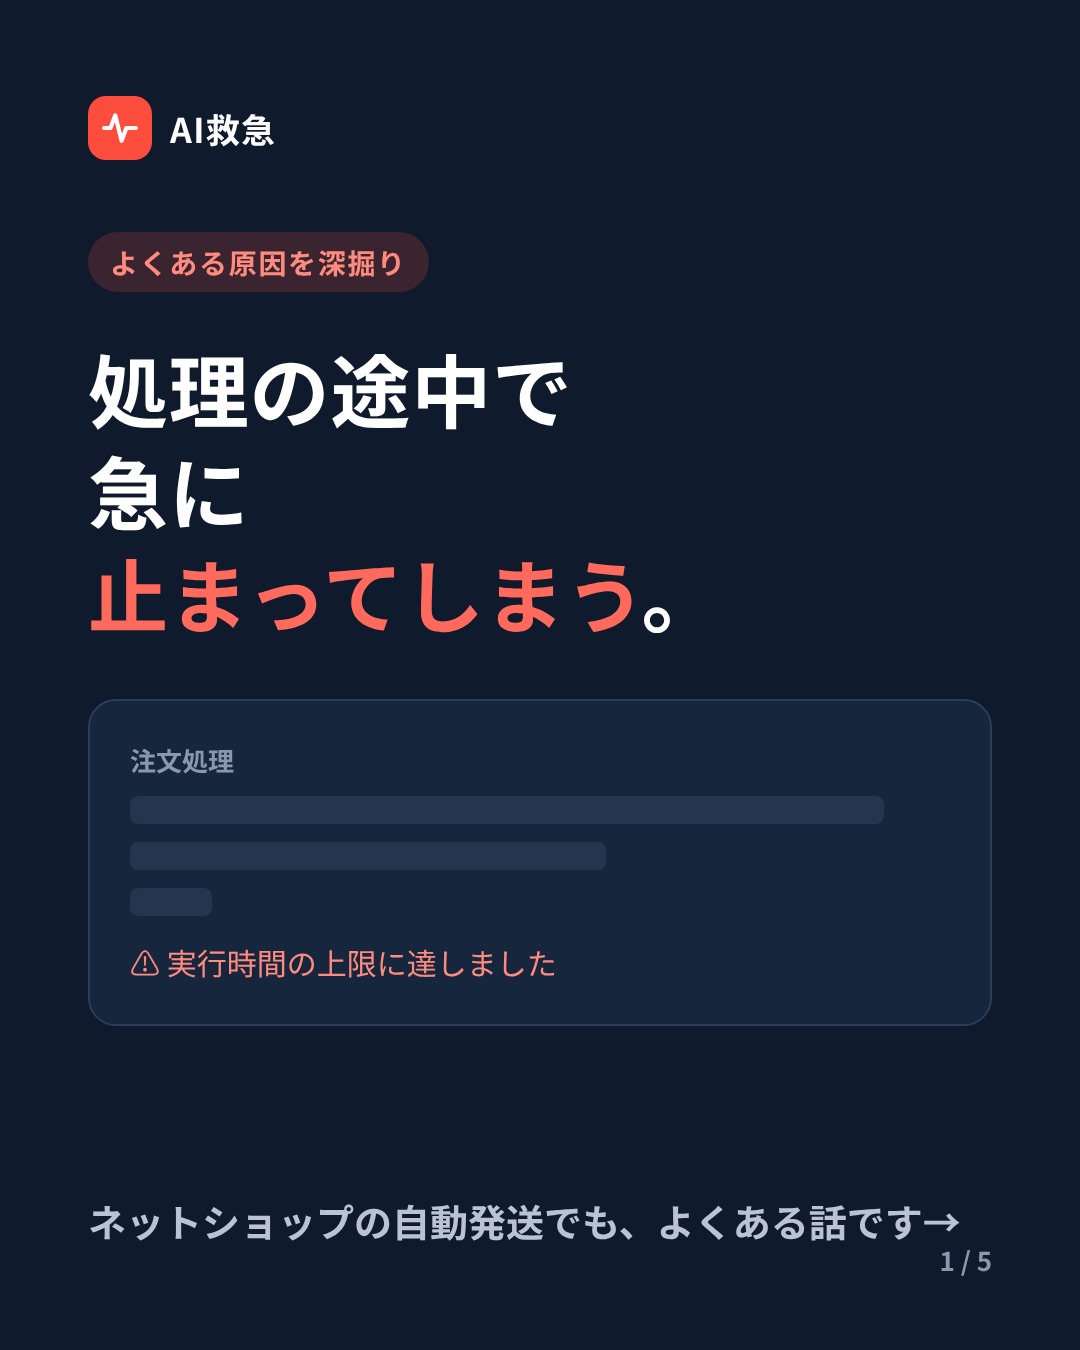 AI救急
よくある原因を深掘り
処理の途中で
急に
止まってしまう。
注文処理
⚠ 実行時間の上限に達しました
ネットショップの自動発送でも、よくある話です→
1 / 5